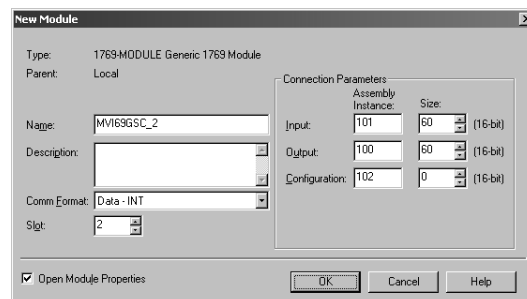 New Module
Type: 1769-MODULE Generic 1769 Module
Parent: Local
Connection Parameters
Assembly Instance: Size:
Name: MVI69GSC_2
Input: 101 60 (16-bit)
Description:
Output: 100 60 (16-bit)
Configuration: 102 0 (16-bit)
Comm Format: Data - INT
Slot: 2
Open Module Properties
OK Cancel Help